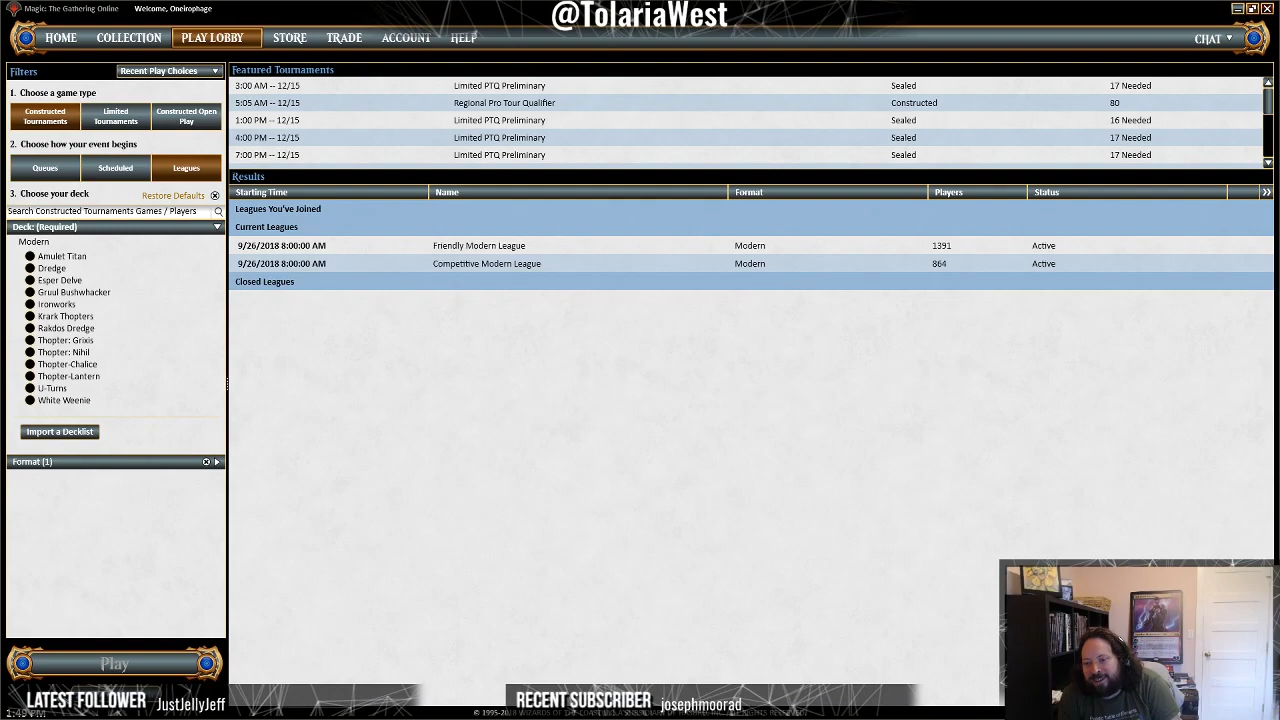 Magic: The Gathering Online Welcome, Oneirophage
@TolariaWest
HOME COLLECTION PLAY LOBBY STORE TRADE ACCOUNT HELP CHAT
Filters Recent Play Choices
1. Choose a game type
Constructed Tournaments Limited Tournaments Constructed Open Play
2. Choose how your event begins
Queues Scheduled Leagues
3. Choose your deck Restore Defaults
Search Constructed Tournaments Games / Players
Deck: (Required)
Modern
Amulet Titan
Dredge
Esper Delve
Gruul Bushwhacker
Ironworks
Krark Thopters
Rakdos Dredge
Thopter: Grixis
Thopter: Nihil
Thopter-Chalice
Thopter-Lantern
U-Turns
White Weenie
Import a Decklist
Format (1)
Play
Featured Tournaments
3:00 AM -- 12/15 Limited PTQ Preliminary Sealed 17 Needed
5:05 AM -- 12/15 Regional Pro Tour Qualifier Constructed 80
1:00 PM -- 12/15 Limited PTQ Preliminary Sealed 16 Needed
4:00 PM -- 12/15 Limited PTQ Preliminary Sealed 17 Needed
7:00 PM -- 12/15 Limited PTQ Preliminary Sealed 17 Needed
Results
Starting Time Name Format Players Status
Leagues You've Joined
Current Leagues
9/26/2018 8:00:00 AM Friendly Modern League Modern 1391 Active
9/26/2018 8:00:00 AM Competitive Modern League Modern 864 Active
Closed Leagues
LATEST FOLLOWER JustJellyJeff RECENT SUBSCRIBER josephmoorad
1:49 PM